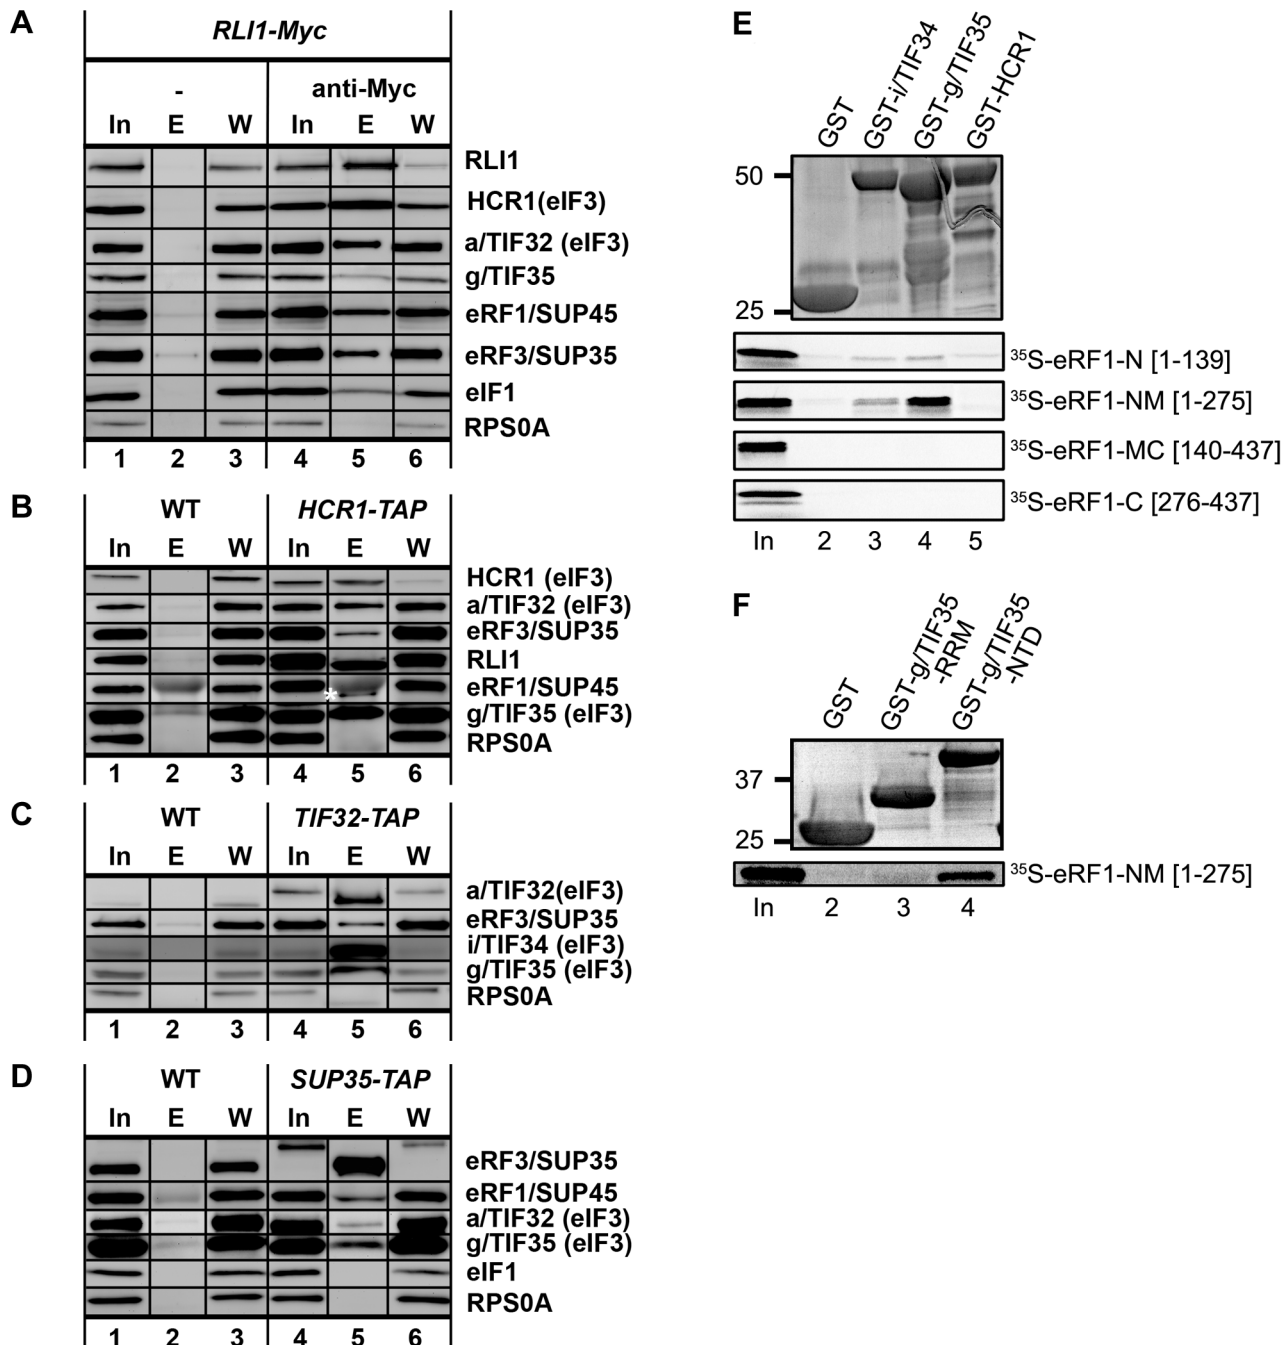 A
RLI1-Myc
- anti-Myc
In E W In E W
RLI1
HCR1(eIF3)
a/TIF32 (eIF3)
g/TIF35
eRF1/SUP45
eRF3/SUP35
eIF1
RPS0A
1 2 3 4 5 6
B
WT HCR1-TAP
In E W In E W
HCR1 (eIF3)
a/TIF32 (eIF3)
eRF3/SUP35
RLI1
eRF1/SUP45
*
g/TIF35 (eIF3)
RPS0A
1 2 3 4 5 6
C
WT TIF32-TAP
In E W In E W
a/TIF32(eIF3)
eRF3/SUP35
i/TIF34 (eIF3)
g/TIF35 (eIF3)
RPS0A
1 2 3 4 5 6
D
WT SUP35-TAP
In E W In E W
eRF3/SUP35
eRF1/SUP45
a/TIF32 (eIF3)
g/TIF35 (eIF3)
eIF1
RPS0A
1 2 3 4 5 6
E
GST
GST-i/TIF34
GST-g/TIF35
GST-HCR1
50
25
35S-eRF1-N [1-139]
35S-eRF1-NM [1-275]
35S-eRF1-MC [140-437]
35S-eRF1-C [276-437]
In 2 3 4 5
F
GST
GST-g/TIF35
-RRM
GST-g/TIF35
-NTD
37
25
35S-eRF1-NM [1-275]
In 2 3 4